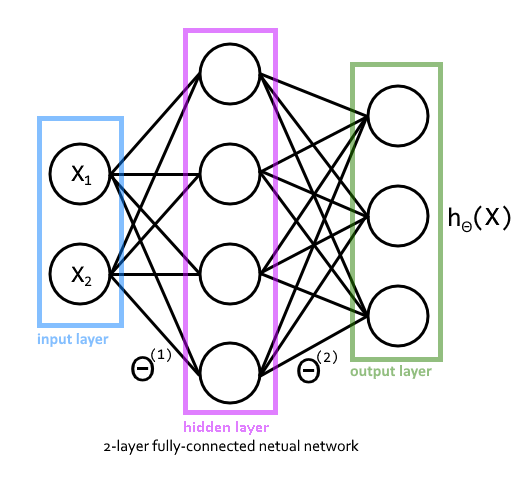 X₁
X₂
hΘ(X)
input layer
Θ(1)
Θ(2)
output layer
hidden layer
2-layer fully-connected netual network